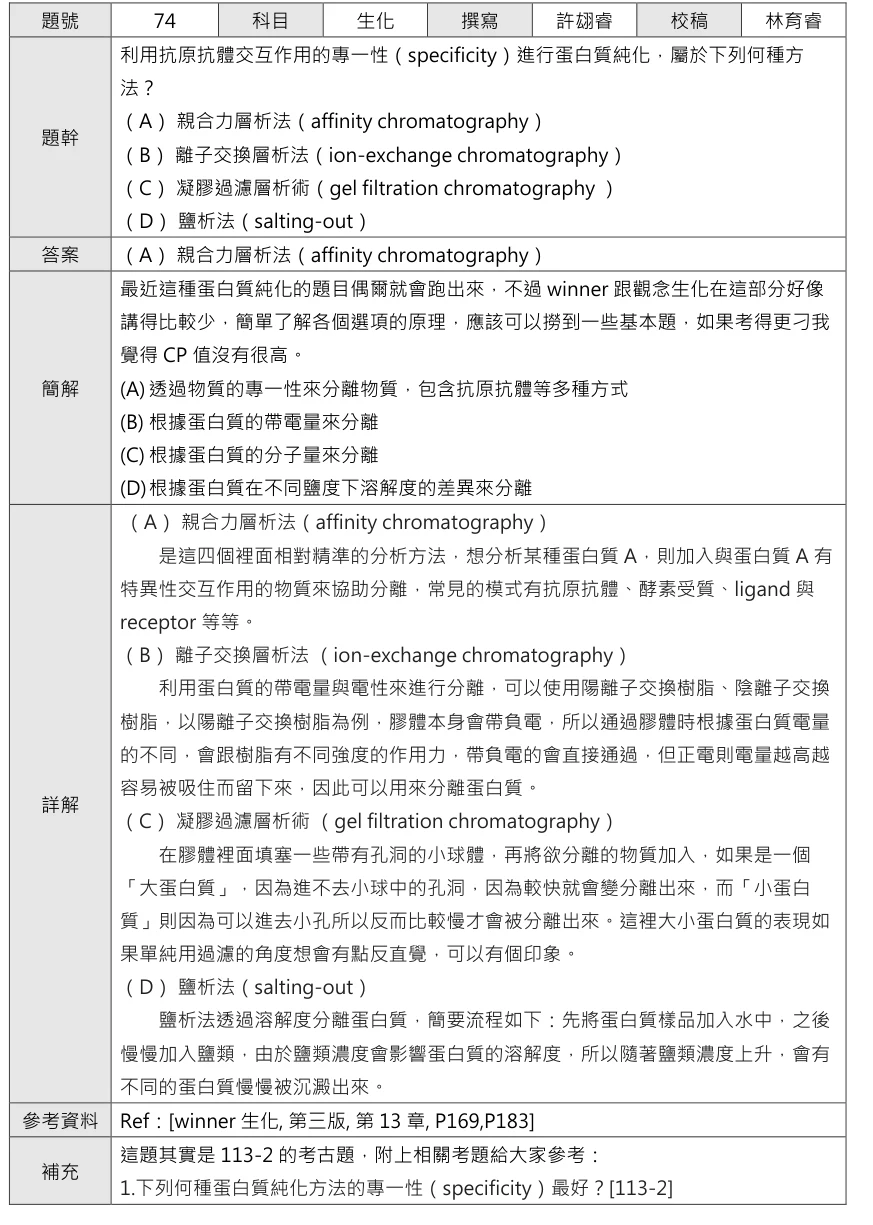 題號 74 科目 生化 撰寫 許翃睿 校稿 林育睿
題幹
利用抗原抗體交互作用的專一性（specificity）進行蛋白質純化，屬於下列何種方
法？
（A） 親合力層析法（affinity chromatography）
（B） 離子交換層析法（ion-exchange chromatography）
（C） 凝膠過濾層析術（gel filtration chromatography ）
（D） 鹽析法（salting-out）
答案 （A） 親合力層析法（affinity chromatography）
簡解
最近這種蛋白質純化的題目偶爾就會跑出來，不過 winner 跟觀念生化在這部分好像
講得比較少，簡單了解各個選項的原理，應該可以撈到一些基本題，如果考得更刁我
覺得 CP 值沒有很高。
(A) 透過物質的專一性來分離物質，包含抗原抗體等多種方式
(B) 根據蛋白質的帶電量來分離
(C) 根據蛋白質的分子量來分離
(D) 根據蛋白質在不同鹽度下溶解度的差異來分離
詳解
（A） 親合力層析法（affinity chromatography）
是這四個裡面相對精準的分析方法，想分析某種蛋白質 A，則加入與蛋白質 A 有
特異性交互作用的物質來協助分離，常見的模式有抗原抗體、酵素受質、ligand 與
receptor 等等。
（B） 離子交換層析法 （ion-exchange chromatography）
利用蛋白質的帶電量與電性來進行分離，可以使用陽離子交換樹脂、陰離子交換
樹脂，以陽離子交換樹脂為例，膠體本身會帶負電，所以通過膠體時根據蛋白質電量
的不同，會跟樹脂有不同強度的作用力，帶負電的會直接通過，但正電則電量越高越
容易被吸住而留下來，因此可以用來分離蛋白質。
（C） 凝膠過濾層析術 （gel filtration chromatography）
在膠體裡面填塞一些帶有孔洞的小球體，再將欲分離的物質加入，如果是一個
「大蛋白質」，因為進不去小球中的孔洞，因為較快就會變分離出來，而「小蛋白
質」則因為可以進去小孔所以反而比較慢才會被分離出來。這裡大小蛋白質的表現如
果單純用過濾的角度想會有點反直覺，可以有個印象。
（D） 鹽析法（salting-out）
鹽析法透過溶解度分離蛋白質，簡要流程如下：先將蛋白質樣品加入水中，之後
慢慢加入鹽類，由於鹽類濃度會影響蛋白質的溶解度，所以隨著鹽類濃度上升，會有
不同的蛋白質慢慢被沉澱出來。
參考資料 Ref：[winner 生化, 第三版, 第 13 章, P169,P183]
補充
這題其實是 113-2 的考古題，附上相關考題給大家參考：
1.下列何種蛋白質純化方法的專一性（specificity）最好？[113-2]